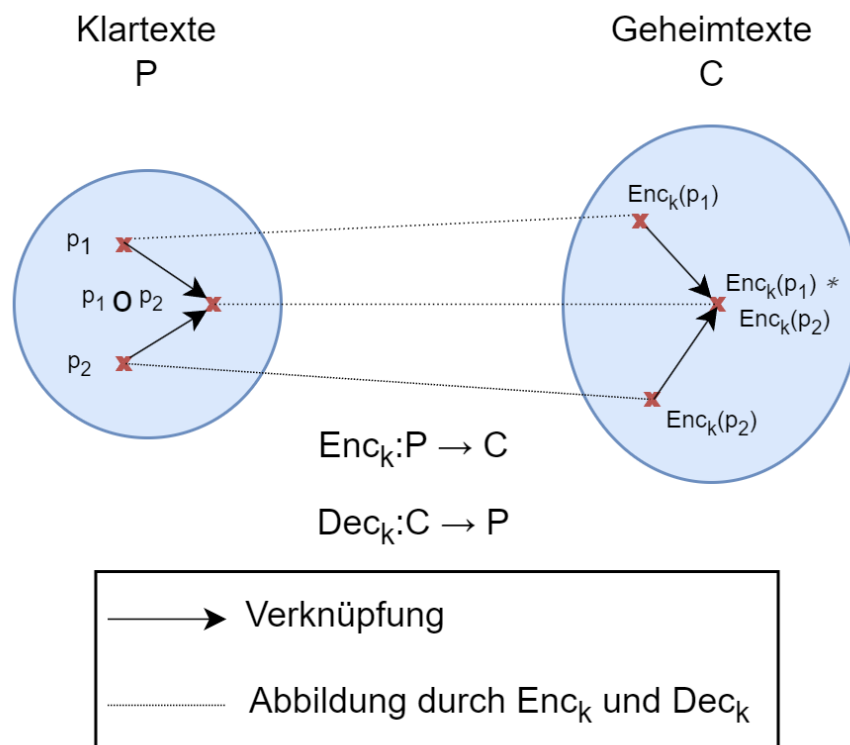 Klartexte
P
Geheimtexte
C
p₁
p₁ o p₂
p₂
Encₖ(p₁)
Encₖ(p₁) *
Encₖ(p₂)
Encₖ(p₂)
Encₖ:P → C
Decₖ:C → P
Verknüpfung
Abbildung durch Encₖ und Decₖ